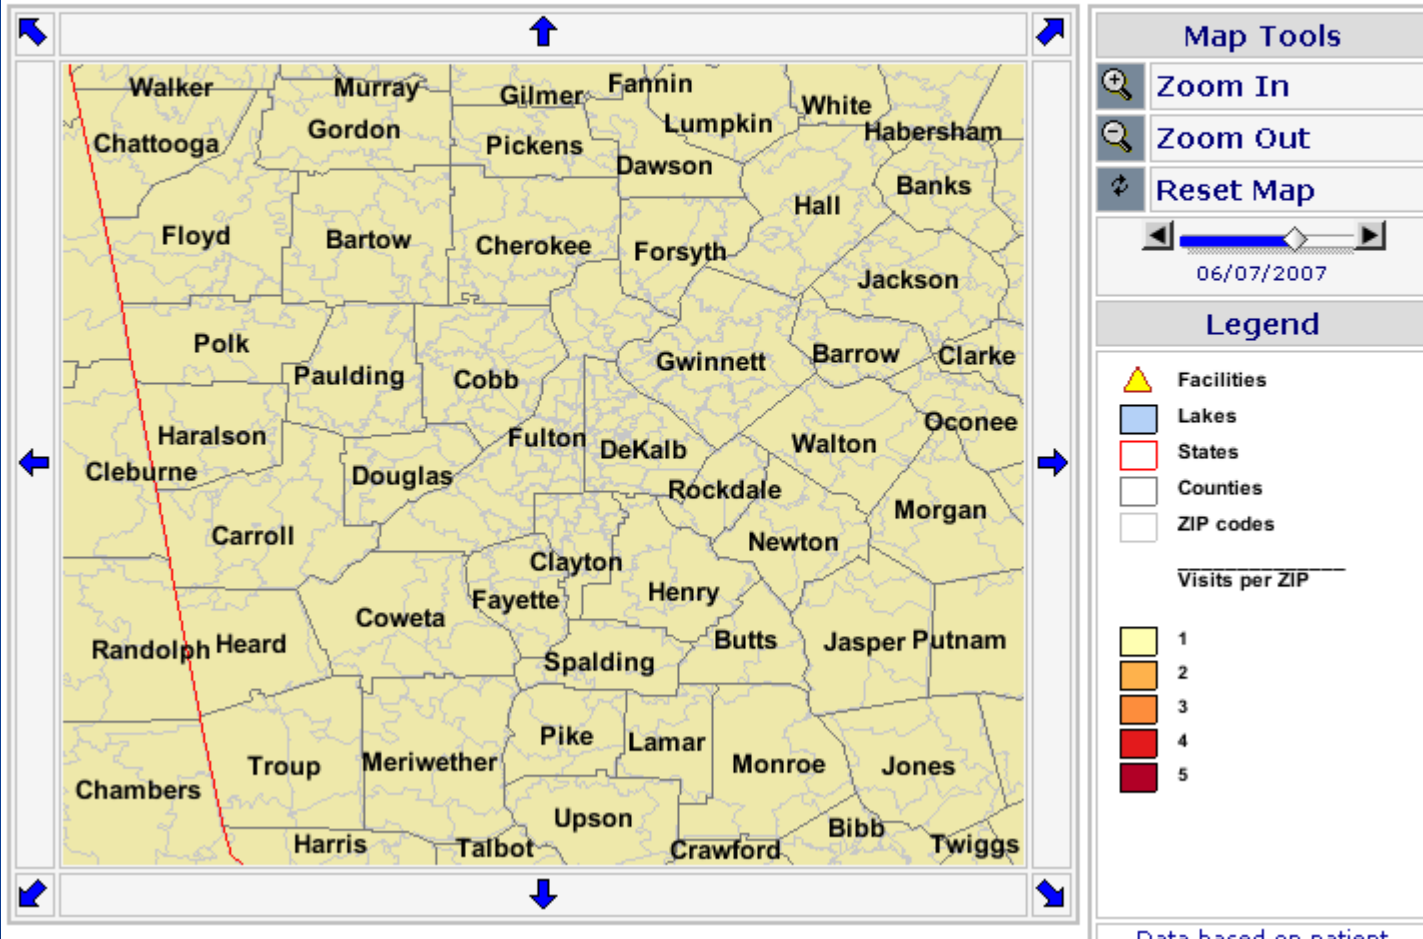 Map Tools
Zoom In
Zoom Out
Reset Map
06/07/2007
Legend
Facilities
Lakes
States
Counties
ZIP codes
Visits per ZIP
1
2
3
4
5
Data based on patient
Walker
Murray
Gilmer
Fannin
White
Lumpkin
Habersham
Chattooga
Gordon
Pickens
Dawson
Banks
Hall
Floyd
Bartow
Cherokee
Forsyth
Jackson
Polk
Paulding
Cobb
Gwinnett
Barrow
Clarke
Haralson
Fulton
DeKalb
Walton
Oconee
Cleburne
Douglas
Rockdale
Morgan
Carroll
Clayton
Newton
Fayette
Henry
Coweta
Randolph
Heard
Spalding
Butts
Jasper
Putnam
Pike
Lamar
Troup
Meriwether
Monroe
Jones
Chambers
Upson
Bibb
Harris
Talbot
Crawford
Twiggs